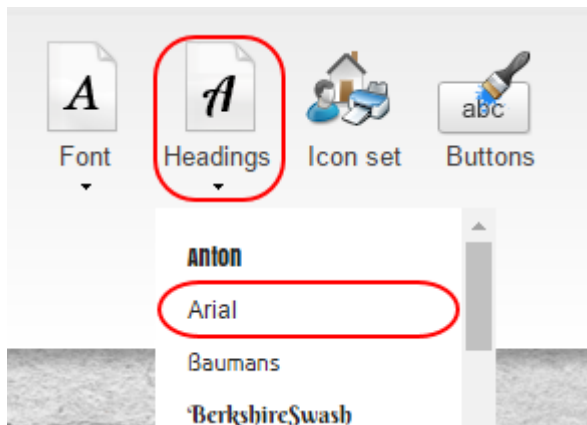 A A abc
Font Headings Icon set Buttons
Anton
Arial
Baumans
BerkshireSwash